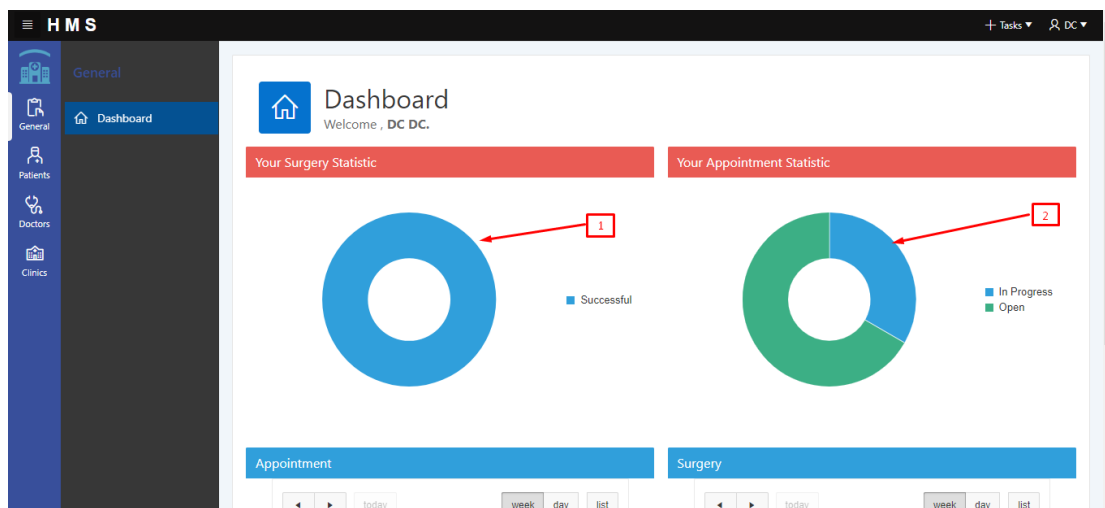 HMS
Tasks
DC
General
Dashboard
General
Patients
Doctors
Clinics
Dashboard
Welcome , DC DC.
Your Surgery Statistic
1
Successful
Your Appointment Statistic
2
In Progress
Open
Appointment
today
week day list
Surgery
today
week day list